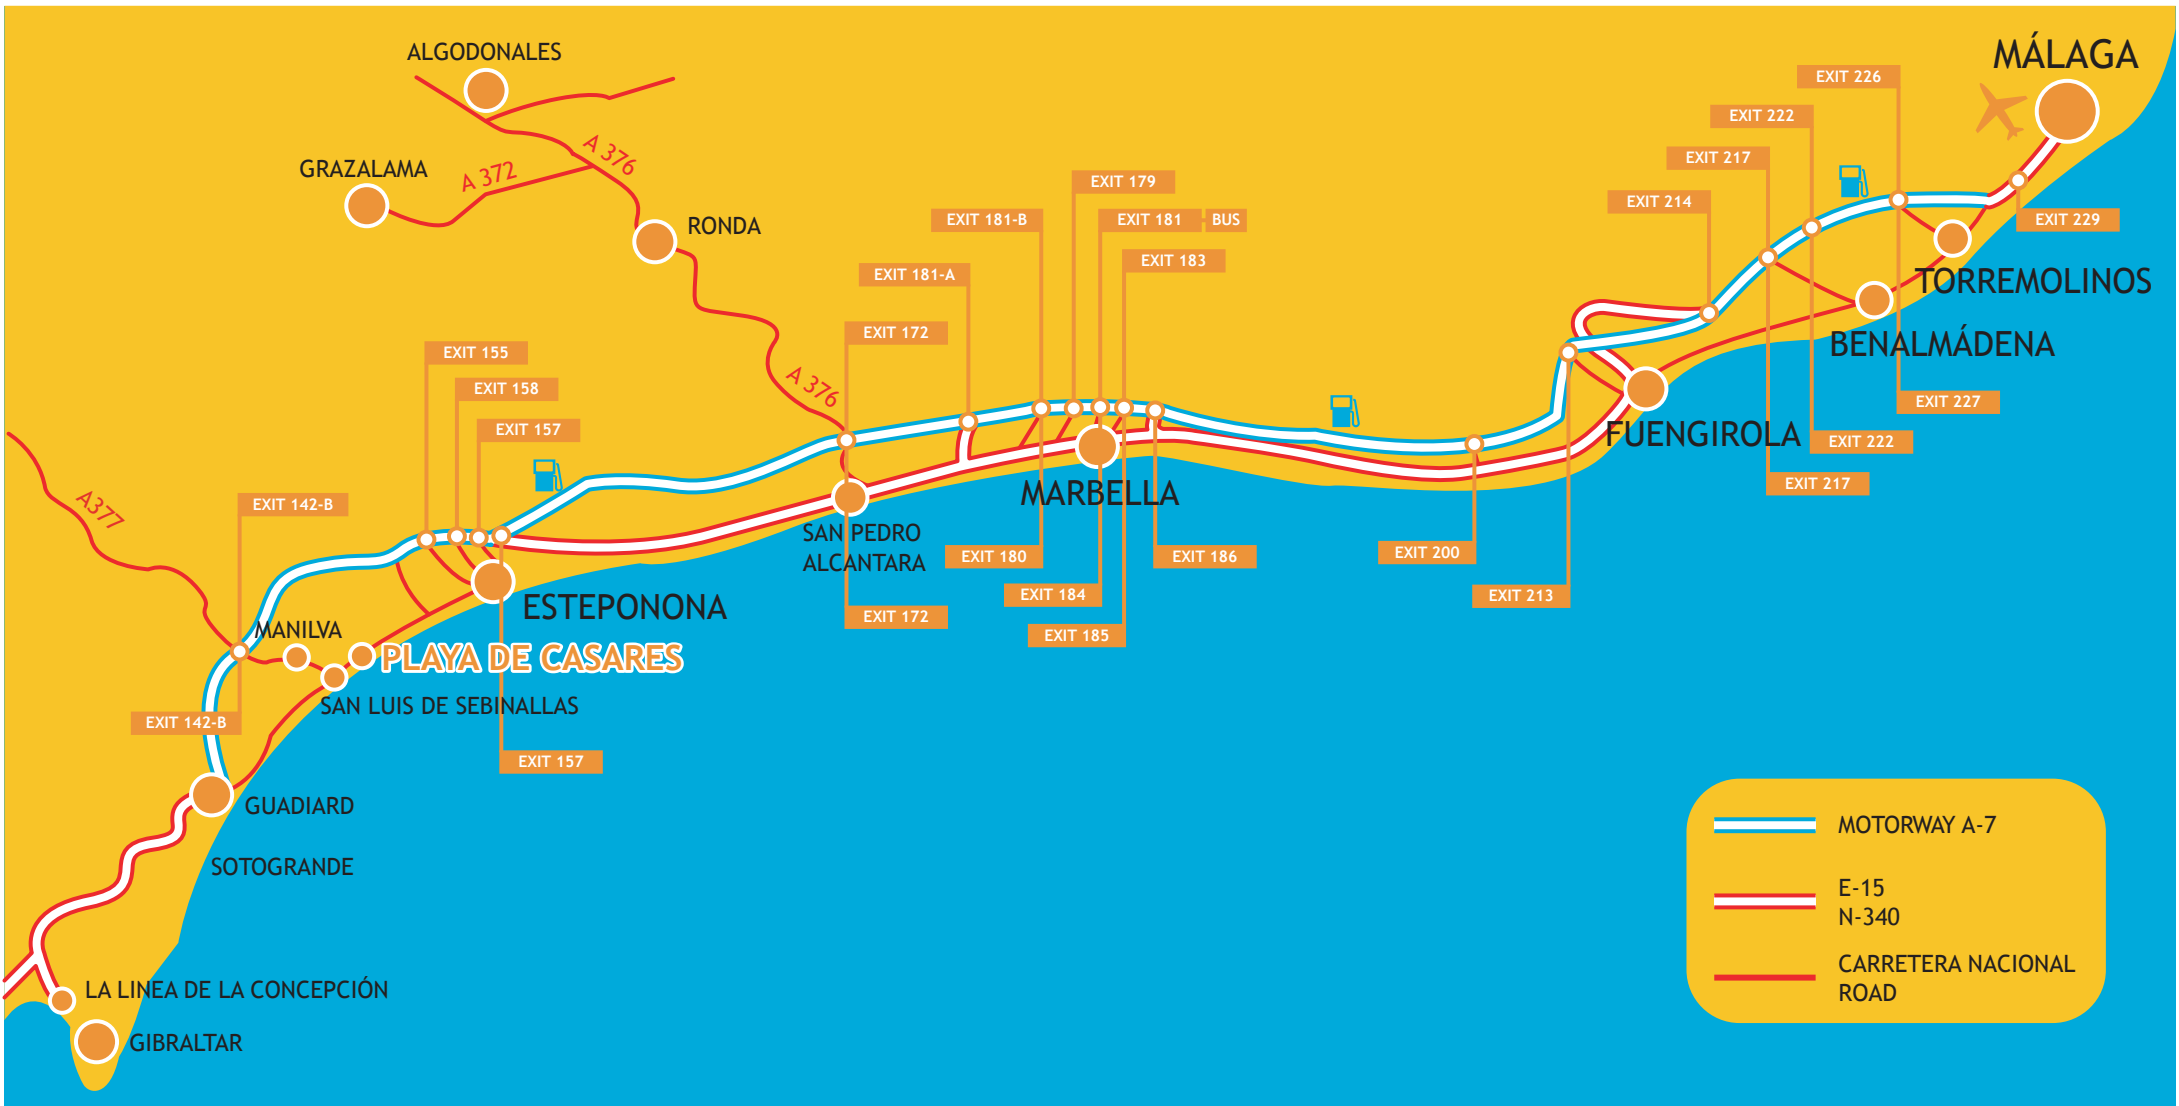 ALGODONALES
MÁLAGA
EXIT 226
EXIT 222
A 376
EXIT 217
GRAZALAMA
A 372
EXIT 179
EXIT 214
EXIT 181-B
EXIT 181
BUS
EXIT 229
RONDA
EXIT 183
EXIT 181-A
TORREMOLINOS
EXIT 172
BENALMÁDENA
EXIT 155
EXIT 158
A 376
EXIT 227
EXIT 157
FUENGIROLA
EXIT 222
EXIT 217
MARBELLA
EXIT 142-B
A377
SAN PEDRO
ALCANTARA
EXIT 180
EXIT 186
EXIT 200
EXIT 184
EXIT 213
ESTEPONONA
EXIT 172
MANILVA
EXIT 185
PLAYA DE CASARES
SAN LUIS DE SEBINALLAS
EXIT 142-B
EXIT 157
GUADIARD
MOTORWAY A-7
SOTOGRANDE
E-15
N-340
CARRETERA NACIONAL
ROAD
LA LINEA DE LA CONCEPCIÓN
GIBRALTAR